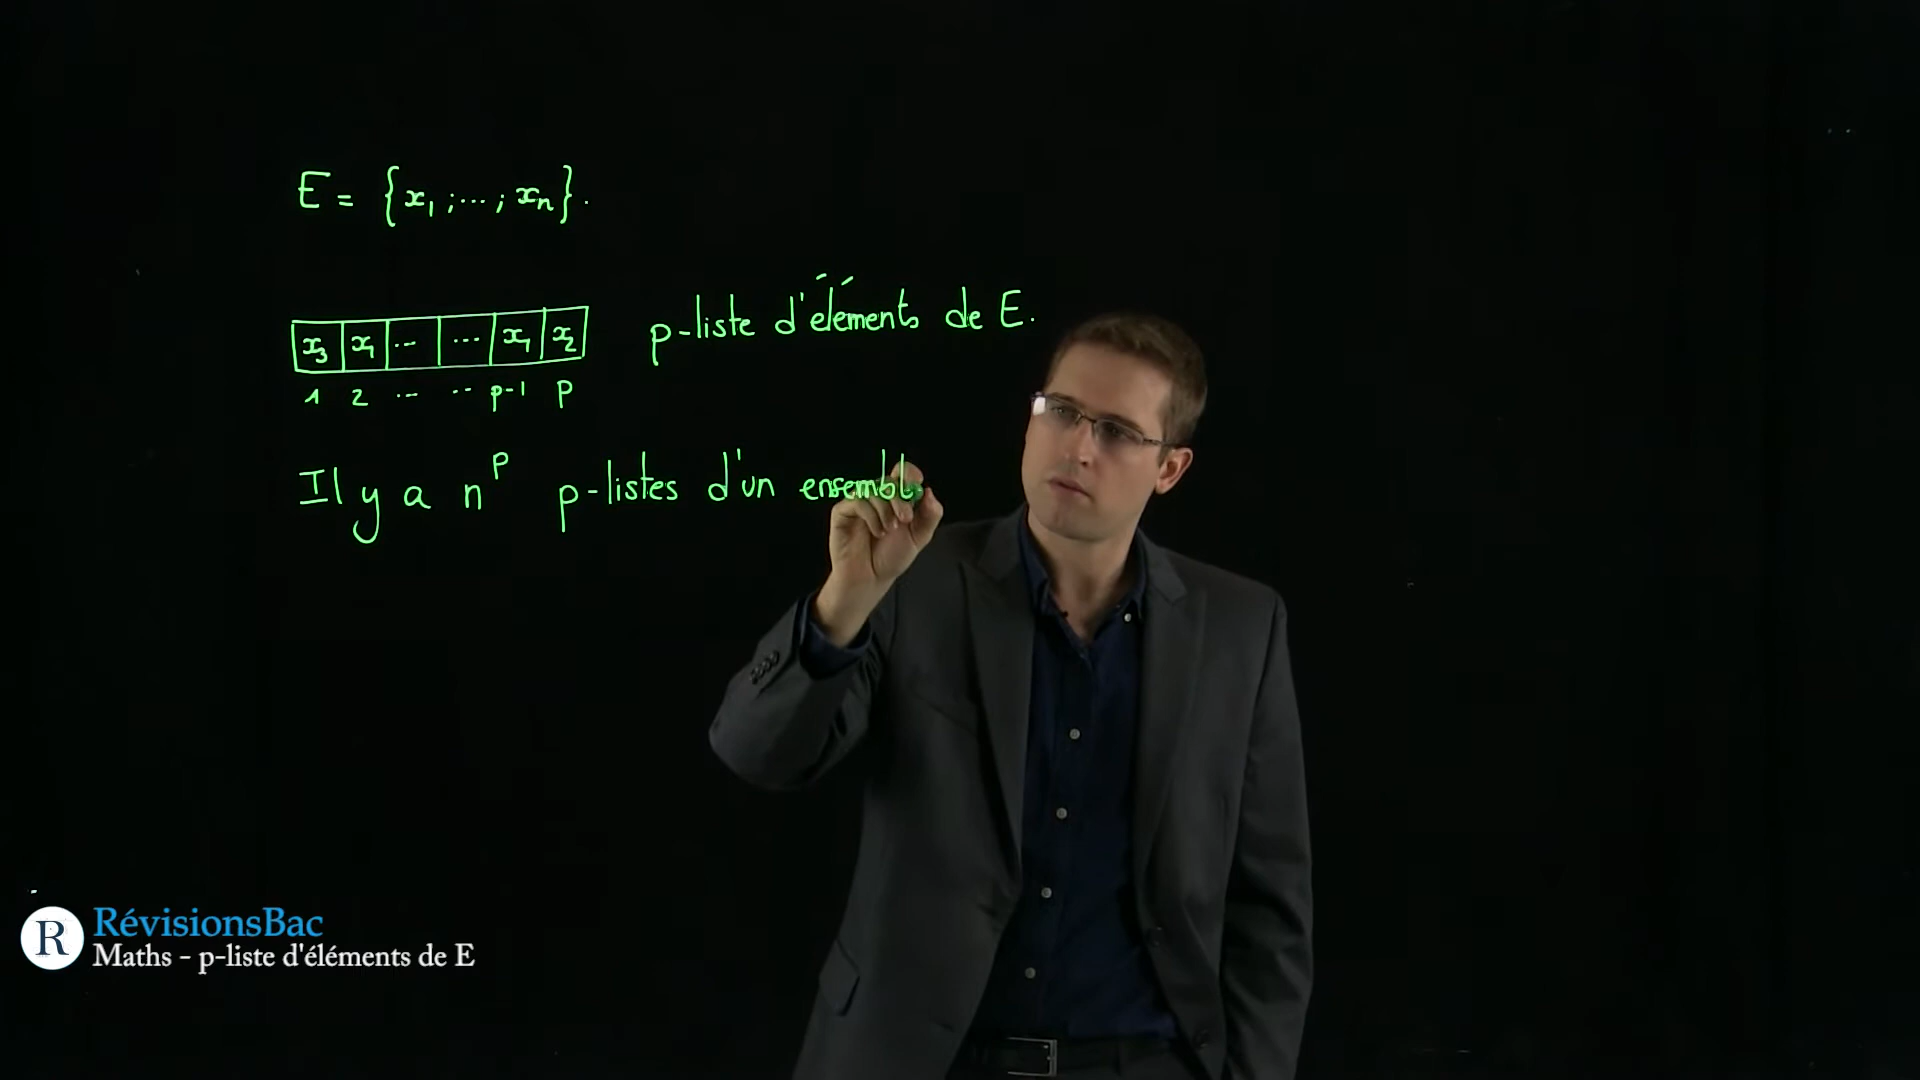 E = {x₁ ; ... ; xₙ}.
x₃ x₁ ... ... x₁ x₂ p-liste d'éléments de E.
1 2 ... ... p-1 p
Il y a nᵖ p-listes d'un ensembl
R RévisionsBac
Maths - p-liste d'éléments de E